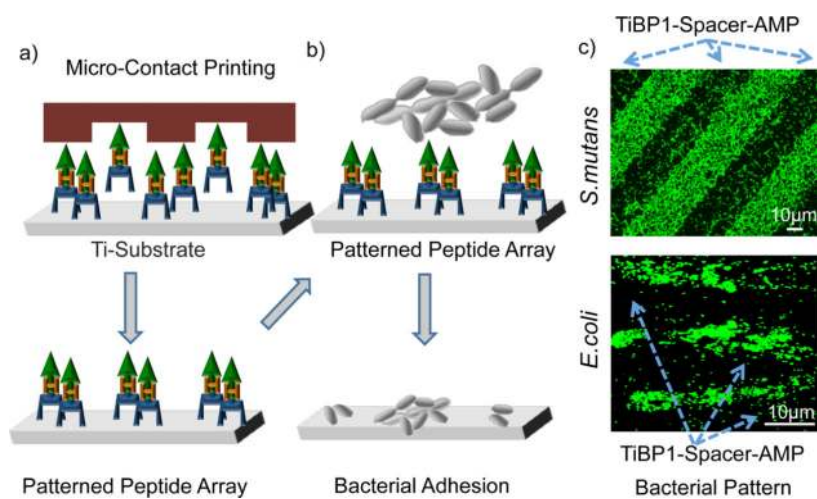 a)
Micro-Contact Printing
Ti-Substrate
Patterned Peptide Array
b)
Patterned Peptide Array
Bacterial Adhesion
c)
TiBP1-Spacer-AMP
S.mutans
10µm
E.coli
10µm
TiBP1-Spacer-AMP
Bacterial Pattern